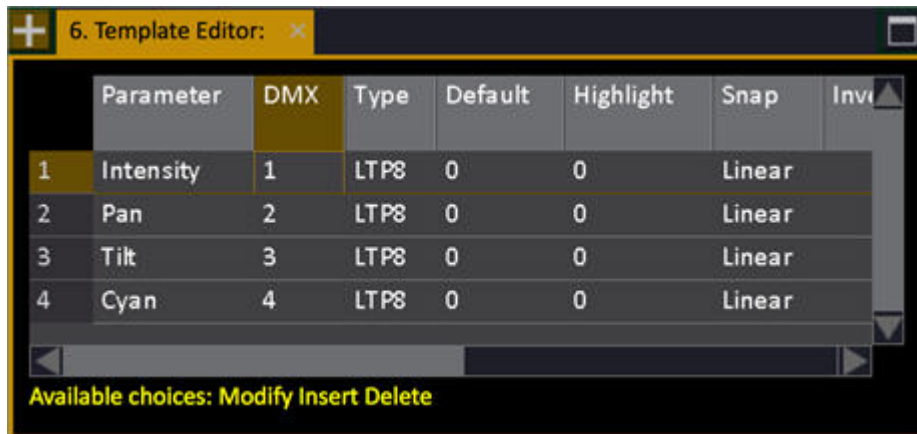 6. Template Editor:
Parameter DMX Type Default Highlight Snap Inve
1 Intensity 1 LTP8 0 0 Linear
2 Pan 2 LTP8 0 0 Linear
3 Tilt 3 LTP8 0 0 Linear
4 Cyan 4 LTP8 0 0 Linear
Available choices: Modify Insert Delete